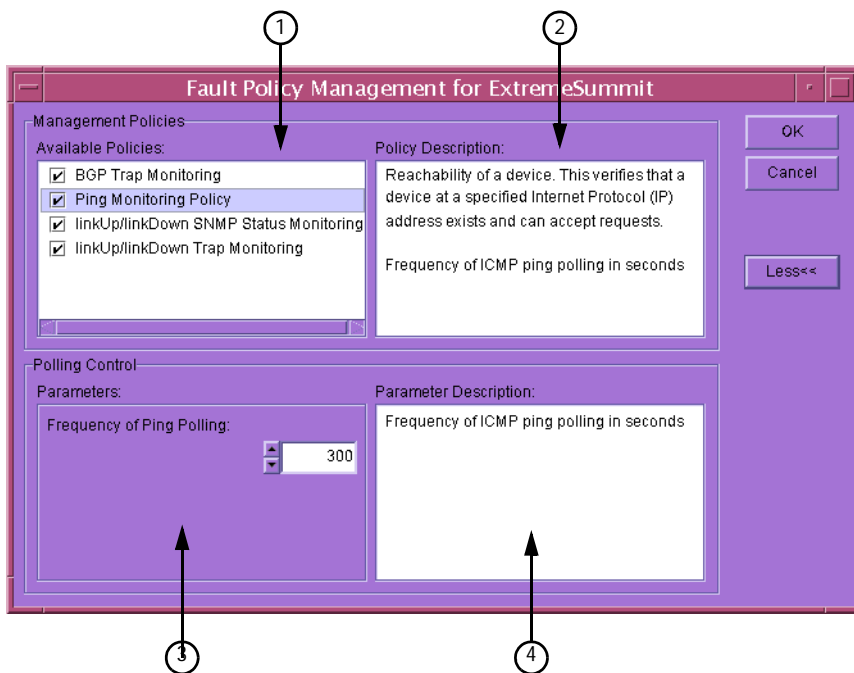 1
2
Fault Policy Management for ExtremeSummit
Management Policies
Available Policies:
BGP Trap Monitoring
Ping Monitoring Policy
linkUp/linkDown SNMP Status Monitoring
linkUp/linkDown Trap Monitoring
Policy Description:
Reachability of a device. This verifies that a
device at a specified Internet Protocol (IP)
address exists and can accept requests.
Frequency of ICMP ping polling in seconds
OK
Cancel
Less<<
Polling Control
Parameters:
Frequency of Ping Polling:
300
Parameter Description:
Frequency of ICMP ping polling in seconds
3
4